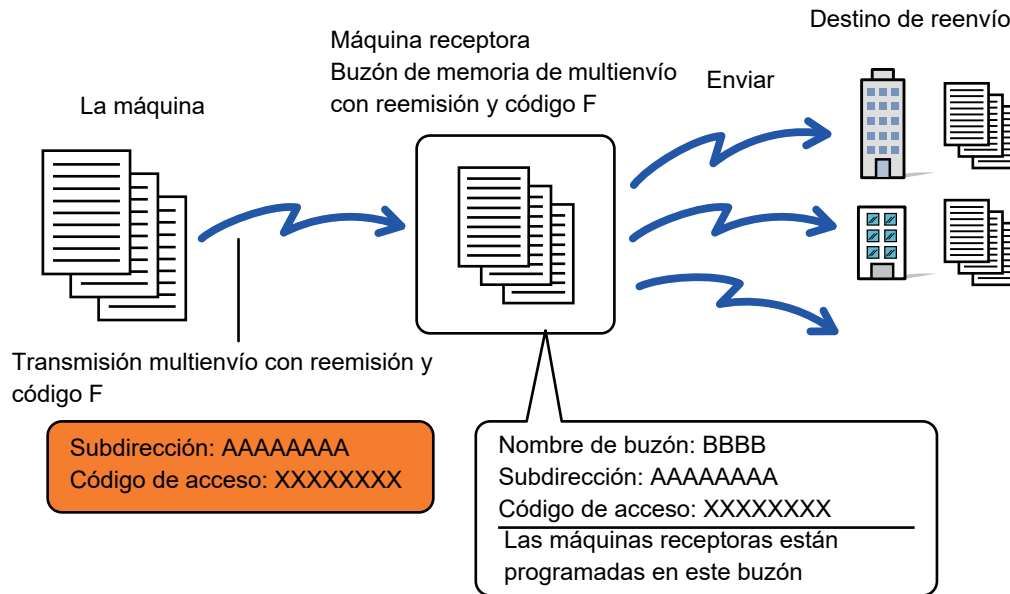 Destino de reenvío
Máquina receptora
Buzón de memoria de multienvío
con reemisión y código F
Enviar
La máquina
Transmisión multienvío con reemisión y
código F
Subdirección: AAAAAAAA
Código de acceso: XXXXXXXX
Nombre de buzón: BBBB
Subdirección: AAAAAAAA
Código de acceso: XXXXXXXX
Las máquinas receptoras están
programadas en este buzón